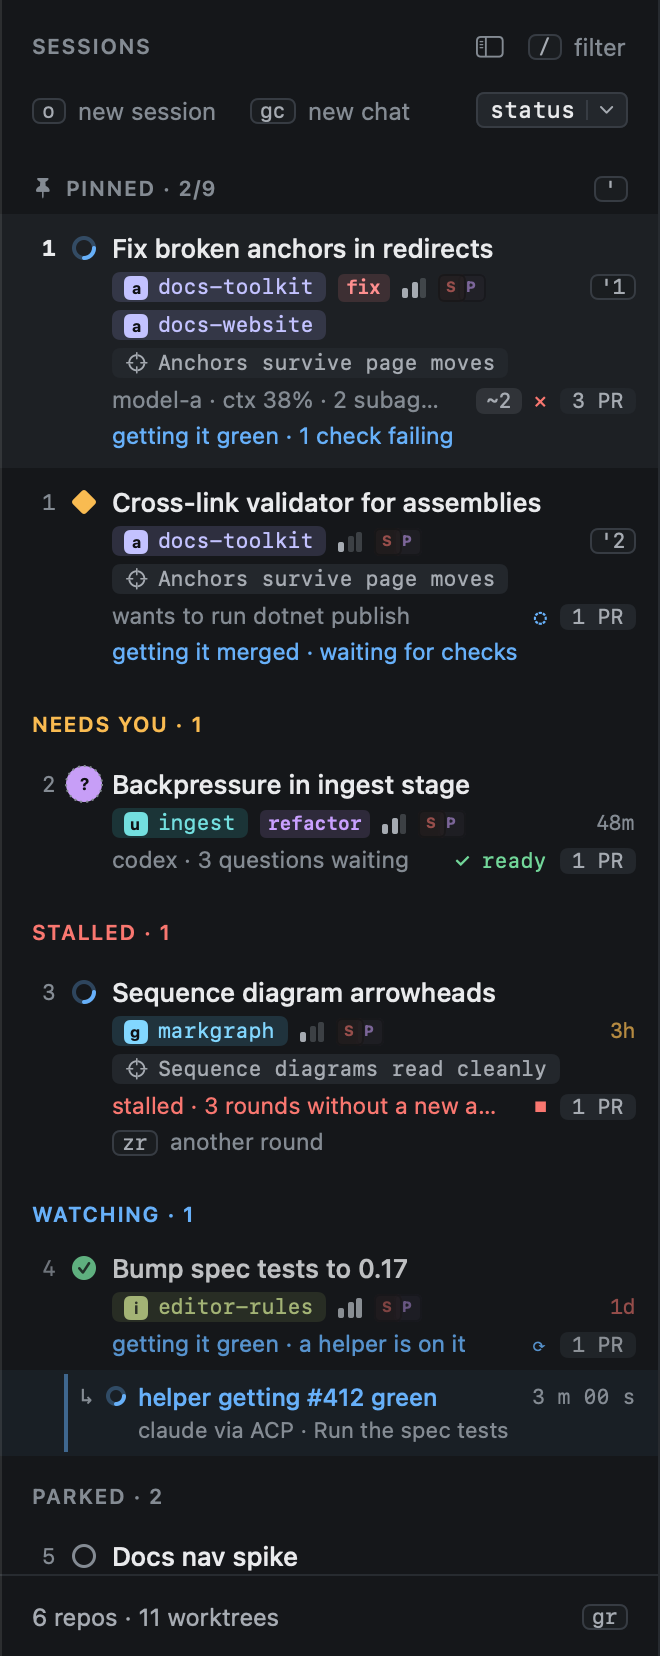 SESSIONS / filter
o new session gc new chat status
PINNED · 2/9 '
1 Fix broken anchors in redirects
a docs-toolkit fix S P '1
a docs-website
Anchors survive page moves
model-a · ctx 38% · 2 subag… ~2 × 3 PR
getting it green · 1 check failing
1 Cross-link validator for assemblies
a docs-toolkit S P '2
Anchors survive page moves
wants to run dotnet publish 1 PR
getting it merged · waiting for checks
NEEDS YOU · 1
2 ? Backpressure in ingest stage
u ingest refactor S P 48m
codex · 3 questions waiting ✓ ready 1 PR
STALLED · 1
3 Sequence diagram arrowheads
g markgraph S P 3h
Sequence diagrams read cleanly
stalled · 3 rounds without a new a… ■ 1 PR
zr another round
WATCHING · 1
4 Bump spec tests to 0.17
i editor-rules S P 1d
getting it green · a helper is on it ⟳ 1 PR
↳ helper getting #412 green 3 m 00 s
claude via ACP · Run the spec tests
PARKED · 2
5 Docs nav spike
6 repos · 11 worktrees gr